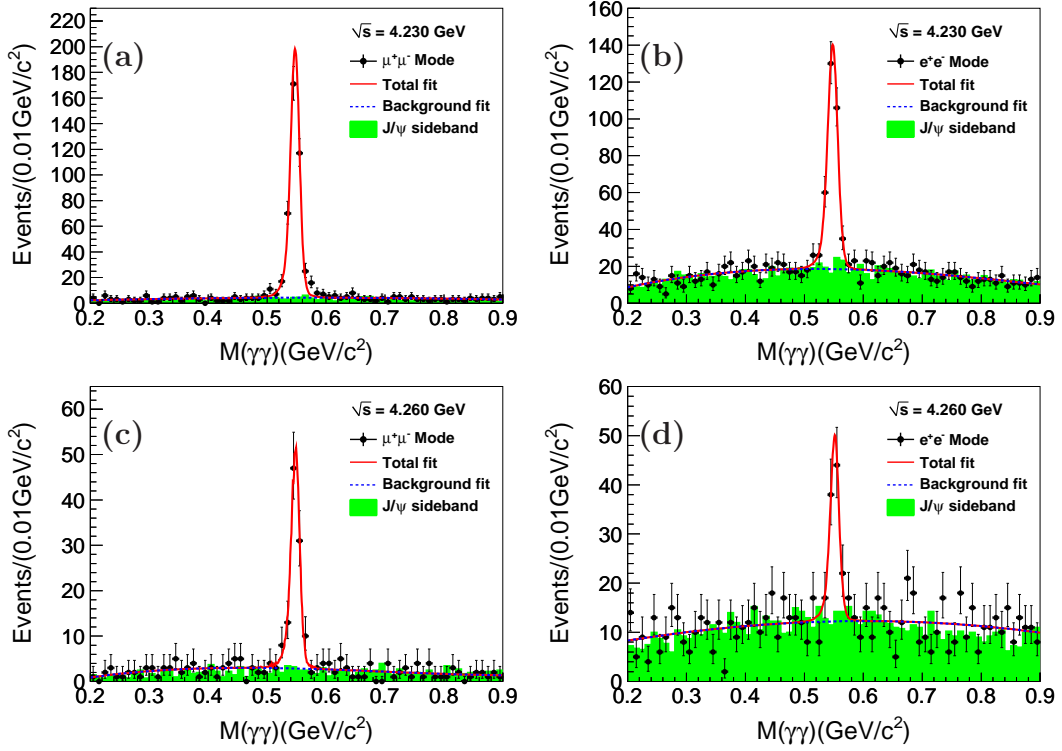 (a)
√s = 4.230 GeV
μ⁺μ⁻ Mode
Total fit
Background fit
J/ψ sideband
Events/(0.01GeV/c²)
220
200
180
160
140
120
100
80
60
40
20
0
0.2 0.3 0.4 0.5 0.6 0.7 0.8 0.9
M(γγ)(GeV/c²)
(b)
√s = 4.230 GeV
e⁺e⁻ Mode
Total fit
Background fit
J/ψ sideband
Events/(0.01GeV/c²)
160
140
120
100
80
60
40
20
0
0.2 0.3 0.4 0.5 0.6 0.7 0.8 0.9
M(γγ)(GeV/c²)
(c)
√s = 4.260 GeV
μ⁺μ⁻ Mode
Total fit
Background fit
J/ψ sideband
Events/(0.01GeV/c²)
60
50
40
30
20
10
0
0.2 0.3 0.4 0.5 0.6 0.7 0.8 0.9
M(γγ)(GeV/c²)
(d)
√s = 4.260 GeV
e⁺e⁻ Mode
Total fit
Background fit
J/ψ sideband
Events/(0.01GeV/c²)
60
50
40
30
20
10
0
0.2 0.3 0.4 0.5 0.6 0.7 0.8 0.9
M(γγ)(GeV/c²)